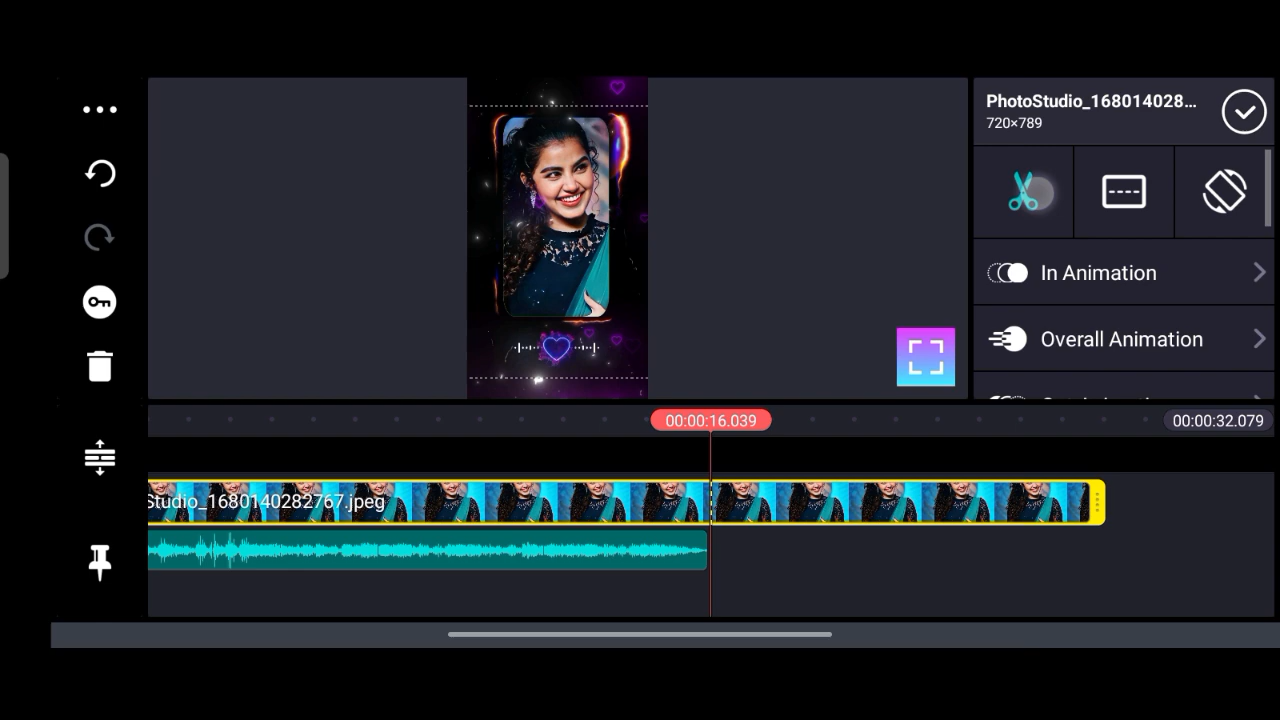 PhotoStudio_168014028...
720×789
In Animation
Overall Animation
00:00:16.039
00:00:32.079
Studio_1680140282767.jpeg